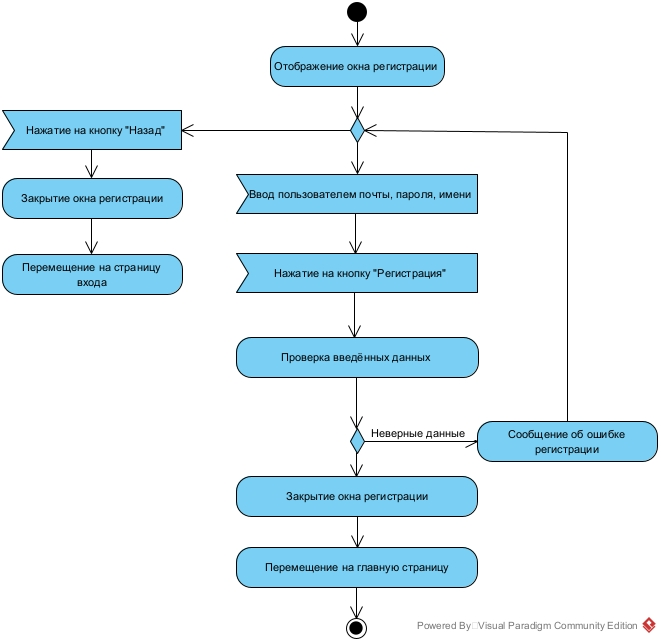 Отображение окна регистрации
Нажатие на кнопку "Назад"
Закрытие окна регистрации
Перемещение на страницу
входа
Ввод пользователем почты, пароля, имени
Нажатие на кнопку "Регистрация"
Проверка введённых данных
Неверные данные
Сообщение об ошибке
регистрации
Закрытие окна регистрации
Перемещение на главную страницу
Powered By Visual Paradigm Community Edition